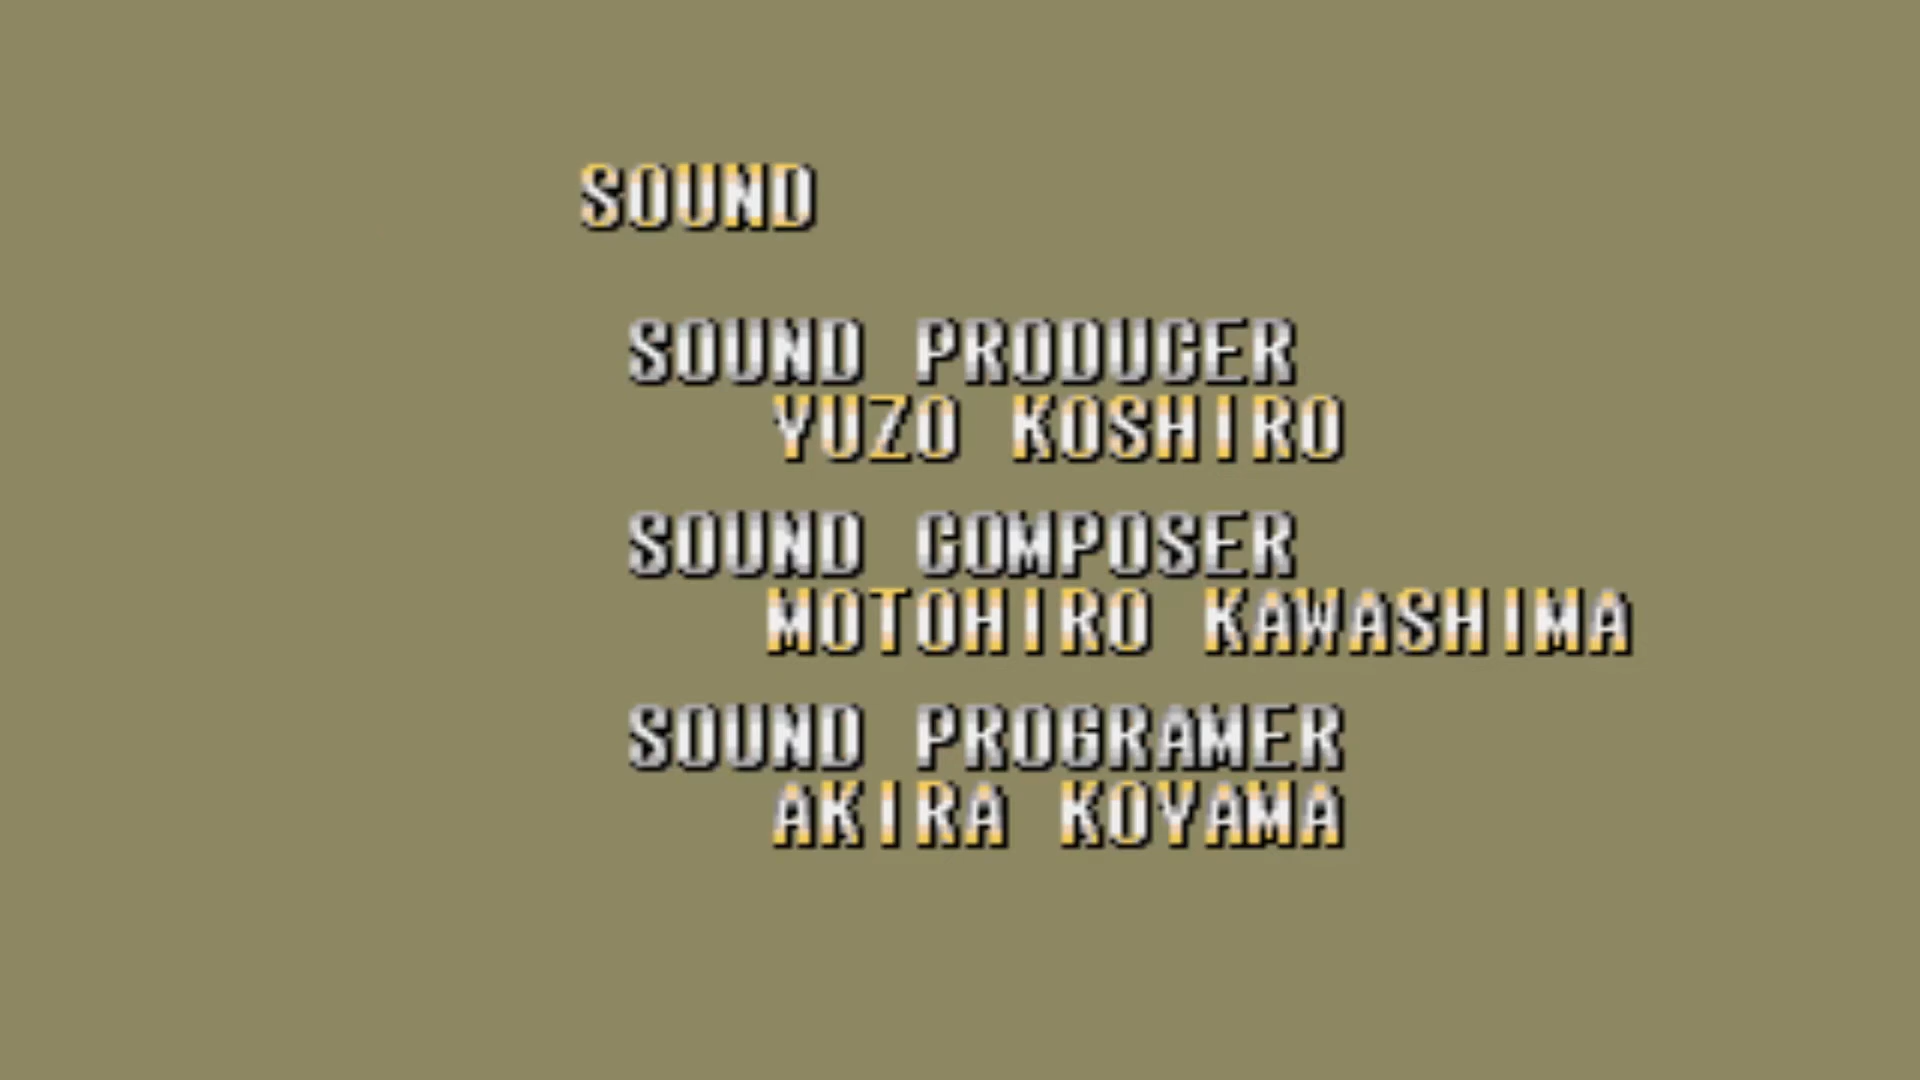 SOUND
SOUND PRODUCER
YUZO KOSHIRO
SOUND COMPOSER
MOTOHIRO KAWASHIMA
SOUND PROGRAMER
AKIRA KOYAMA